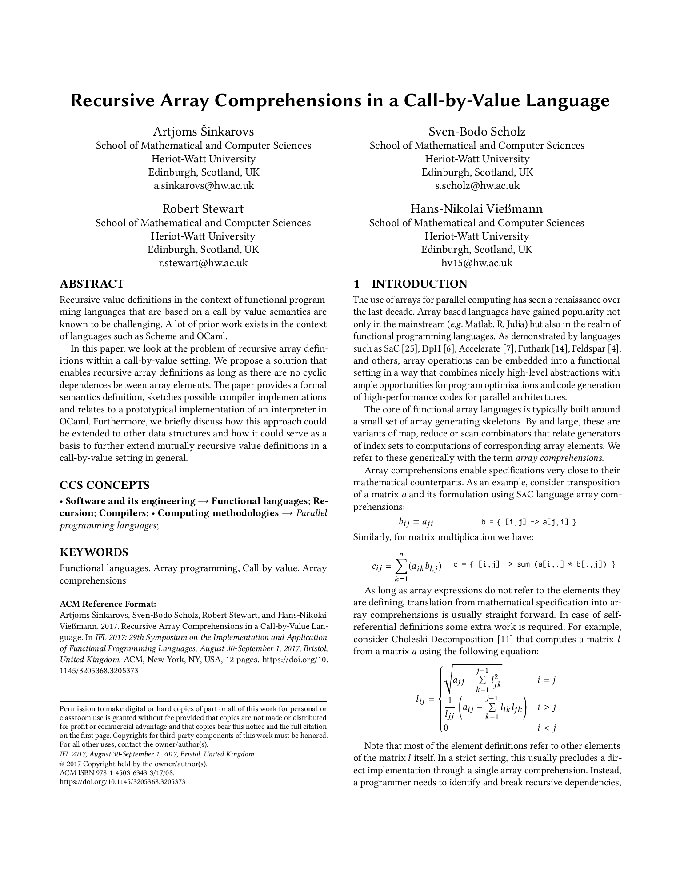 Recursive Array Comprehensions in a Call-by-Value Language
Artjoms Šinkarovs
School of Mathematical and Computer Sciences
Heriot-Watt University
Edinburgh, Scotland, UK
a.sinkarovs@hw.ac.uk
Sven-Bodo Scholz
School of Mathematical and Computer Sciences
Heriot-Watt University
Edinburgh, Scotland, UK
s.scholz@hw.ac.uk
Robert Stewart
School of Mathematical and Computer Sciences
Heriot-Watt University
Edinburgh, Scotland, UK
r.stewart@hw.ac.uk
Hans-Nikolai Vießmann
School of Mathematical and Computer Sciences
Heriot-Watt University
Edinburgh, Scotland, UK
hv15@hw.ac.uk
ABSTRACT
Recursive value definitions in the context of functional program-
ming languages that are based on a call by value semantics are
known to be challenging. A lot of prior work exists in the context
of languages such as Scheme and OCaml.
In this paper, we look at the problem of recursive array defin-
itions within a call-by-value setting. We propose a solution that
enables recursive array definitions as long as there are no cyclic
dependences between array elements. The paper provides a formal
semantics definition, sketches possible compiler implementations
and relates to a prototypical implementation of an interpreter in
OCaml. Furthermore, we briefly discuss how this approach could
be extended to other data structures and how it could serve as a
basis to further extend mutually recursive value definitions in a
call-by-value setting in general.
CCS CONCEPTS
• Software and its engineering → Functional languages; Re-
cursion; Compilers; • Computing methodologies → Parallel
programming languages;
KEYWORDS
Functional languages, Array programming, Call by value, Array
comprehensions
ACM Reference Format:
Artjoms Šinkarovs, Sven-Bodo Scholz, Robert Stewart, and Hans-Nikolai
Vießmann. 2017. Recursive Array Comprehensions in a Call-by-Value Lan-
guage. In IFL 2017: 29th Symposium on the Implementation and Application
of Functional Programming Languages, August 30-September 1, 2017, Bristol,
United Kingdom. ACM, New York, NY, USA, 12 pages. https://doi.org/10.
1145/3205368.3205373
Permission to make digital or hard copies of part or all of this work for personal or
classroom use is granted without fee provided that copies are not made or distributed
for profit or commercial advantage and that copies bear this notice and the full citation
on the first page. Copyrights for third-party components of this work must be honored.
For all other uses, contact the owner/author(s).
IFL 2017, August 30-September 1, 2017, Bristol, United Kingdom
© 2017 Copyright held by the owner/author(s).
ACM ISBN
https://doi.org/10.1145/3205368.3205373
1 INTRODUCTION
The use of arrays for parallel computing has seen a renaissance over
the last decade. Array based languages have gained popularity not
only in the mainstream (e.g. Matlab, R, Julia) but also in the realm of
functional programming languages. As demonstrated by languages
such as SaC [25], DpH [6], Accelerate [7], Futhark [14], Feldspar [4],
and others, array operations can be embedded into a functional
setting in a way that combines nicely high-level abstractions with
ample opportunities for program optimisations and code generation
of high-performance codes for parallel architectures.
The core of functional array languages is typically built around
a small set of array generating skeletons. By and large, these are
variants of map, reduce or scan combinators that relate generators
of index sets to computations of corresponding array elements. We
refer to these generically with the term array comprehensions.
Array comprehensions enable specifications very close to their
mathematical counterparts. As an example, consider transposition
of a matrix a and its formulation using SAC language array com-
prehensions:
b_{ij} = a_{ji} b = { [i,j] -> a[j,i] }
Similarly, for matrix multiplication we have:
c_{ij} = \sum_{k=1}^{n} (a_{ik} b_{kj}) c = { [i,j] -> sum (a[i,.] * b[.,j]) }
As long as array expressions do not refer to the elements they
are defining, translation from mathematical specification into ar-
ray comprehensions is usually straight forward. In case of self-
referential definitions some extra work is required. For example,
consider Choleski Decomposition [11] that computes a matrix l
from a matrix a using the following equation:
l_{ij} = { \sqrt{a_{jj} - \sum_{k=1}^{j-1} l_{jk}^2} i = j
\frac{1}{l_{jj}} ( a_{ij} - \sum_{k=1}^{j-1} l_{ik} l_{jk} ) i > j
0 i < j
Note that most of the element definitions refer to other elements
of the matrix l itself. In a strict setting, this usually precludes a dir-
ect implementation through a single array comprehension. Instead,
a programmer needs to identify and break recursive dependencies,